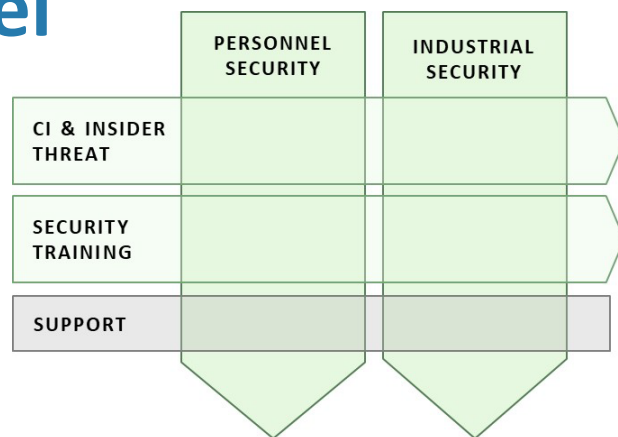 PERSONNEL
SECURITY
INDUSTRIAL
SECURITY
CI & INSIDER
THREAT
SECURITY
TRAINING
SUPPORT